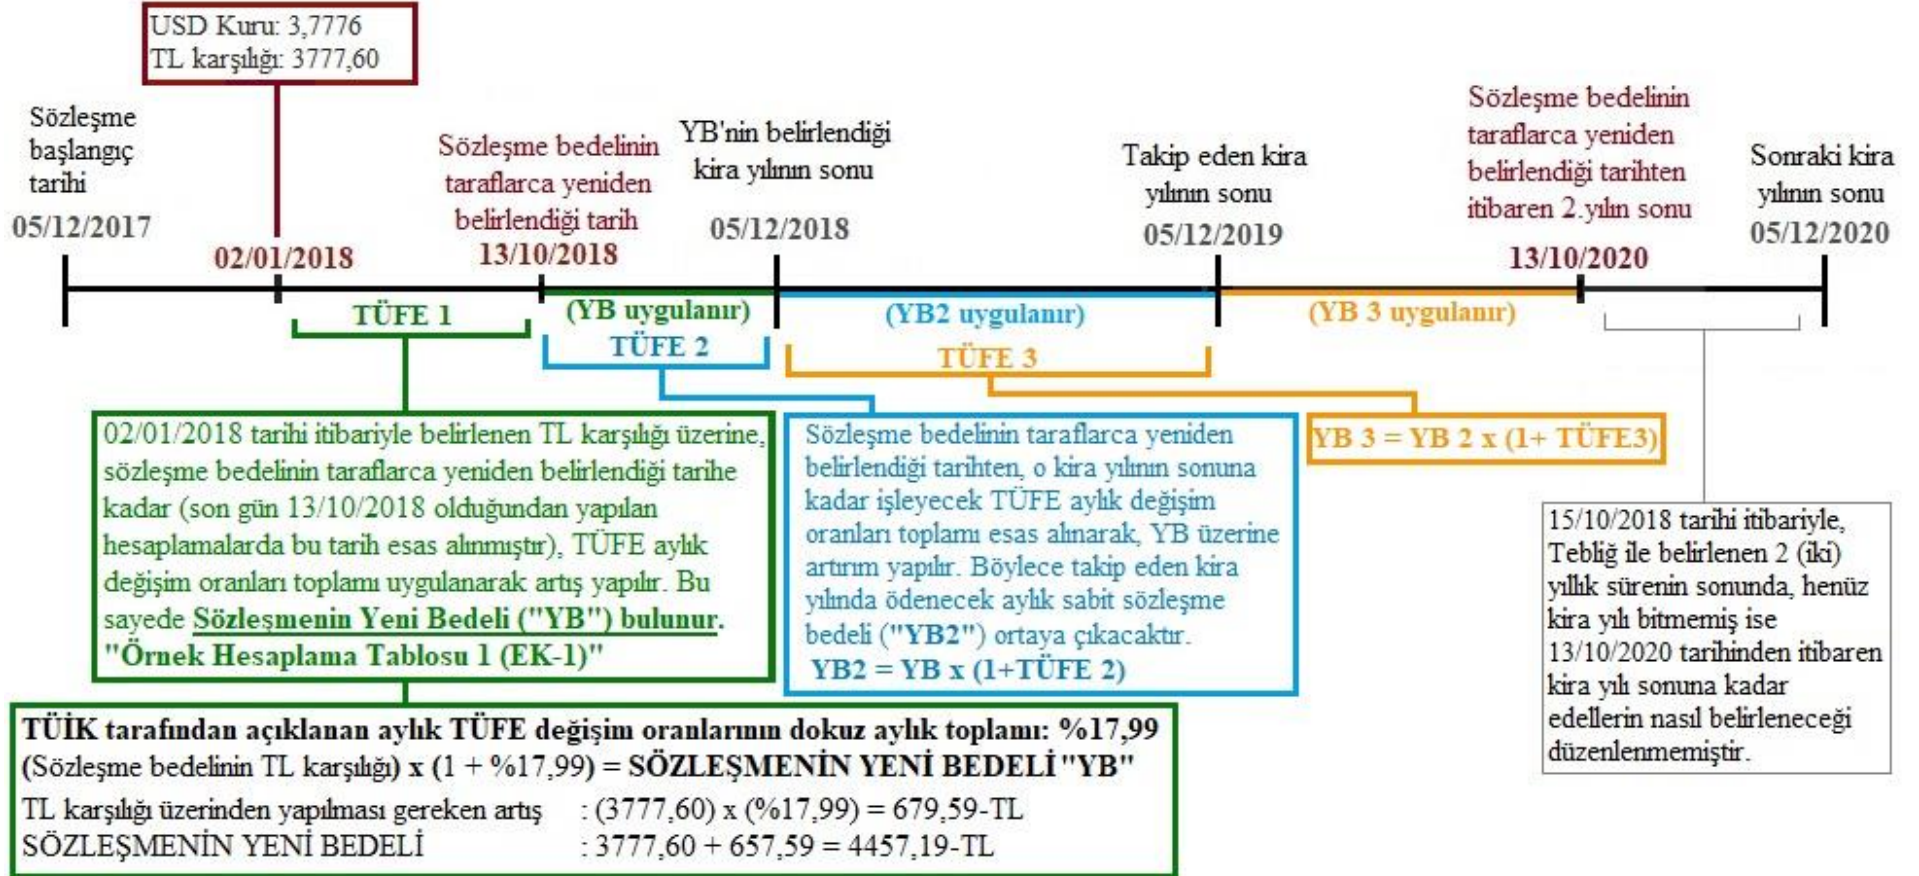 USD Kuru: 3,7776
TL karşılığı: 3777,60
Sözleşme
başlangıç
tarihi
05/12/2017
02/01/2018
Sözleşme bedelinin
taraflarca yeniden
belirlendiği tarih
13/10/2018
YB'nin belirlendiği
kira yılının sonu
05/12/2018
Takip eden kira
yılının sonu
05/12/2019
Sözleşme bedelinin
taraflarca yeniden
belirlendiği tarihten
itibaren 2.yılın sonu
13/10/2020
Sonraki kira
yılının sonu
05/12/2020
TÜFE 1
(YB uygulanır)
TÜFE 2
(YB2 uygulanır)
TÜFE 3
(YB 3 uygulanır)
02/01/2018 tarihi itibariyle belirlenen TL karşılığı üzerine,
sözleşme bedelinin taraflarca yeniden belirlendiği tarihe
kadar (son gün 13/10/2018 olduğundan yapılan
hesaplamalarda bu tarih esas alınmıştır), TÜFE aylık
değişim oranları toplamı uygulanarak artış yapılır. Bu
sayede Sözleşmenin Yeni Bedeli ("YB") bulunur.
"Örnek Hesaplama Tablosu 1 (EK-1)"
Sözleşme bedelinin taraflarca yeniden
belirlendiği tarihten, o kira yılının sonuna
kadar işleyecek TÜFE aylık değişim
oranları toplamı esas alınarak, YB üzerine
artırım yapılır. Böylece takip eden kira
yılında ödenecek aylık sabit sözleşme
bedeli ("YB2") ortaya çıkacaktır.
YB2 = YB x (1+TÜFE 2)
YB 3 = YB 2 x (1+ TÜFE3)
15/10/2018 tarihi itibariyle,
Tebliğ ile belirlenen 2 (iki)
yıllık sürenin sonunda, henüz
kira yılı bitmemiş ise
13/10/2020 tarihinden itibaren
kira yılı sonuna kadar
edellerin nasıl belirleneceği
düzenlenmemiştir.
TÜİK tarafından açıklanan aylık TÜFE değişim oranlarının dokuz aylık toplamı: %17,99
(Sözleşme bedelinin TL karşılığı) x (1 + %17,99) = SÖZLEŞMENİN YENİ BEDELİ "YB"
TL karşılığı üzerinden yapılması gereken artış : (3777,60) x (%17,99) = 679,59-TL
SÖZLEŞMENİN YENİ BEDELİ : 3777,60 + 657,59 = 4457,19-TL